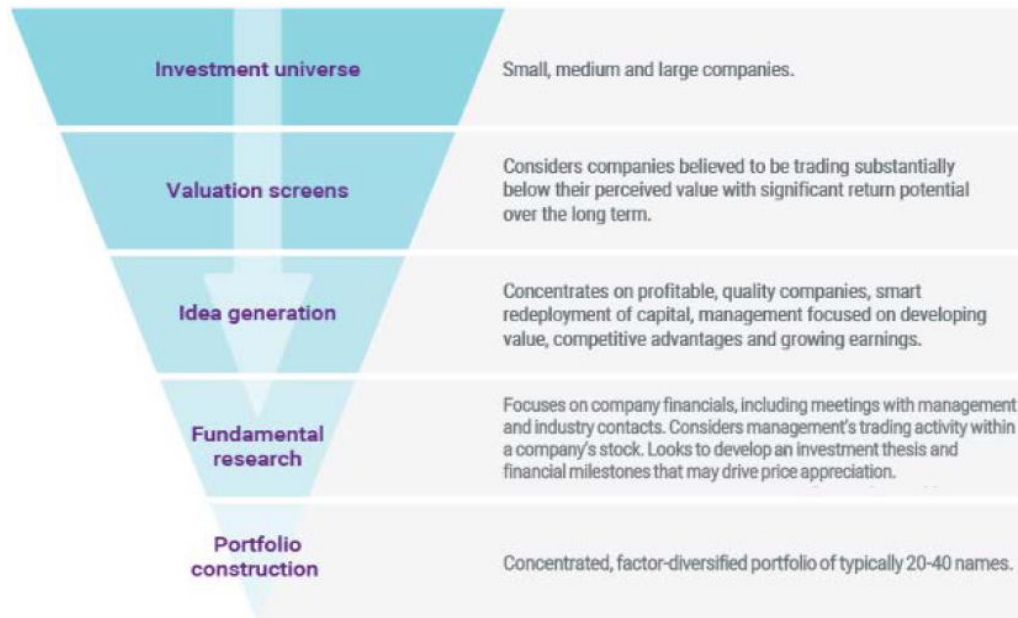 Investment universe
Small, medium and large companies.
Valuation screens
Considers companies believed to be trading substantially
below their perceived value with significant return potential
over the long term.
Idea generation
Concentrates on profitable, quality companies, smart
redeployment of capital, management focused on developing
value, competitive advantages and growing earnings.
Fundamental
research
Focuses on company financials, including meetings with management
and industry contacts. Considers management's trading activity within
a company's stock. Looks to develop an investment thesis and
financial milestones that may drive price appreciation.
Portfolio
construction
Concentrated, factor-diversified portfolio of typically 20-40 names.